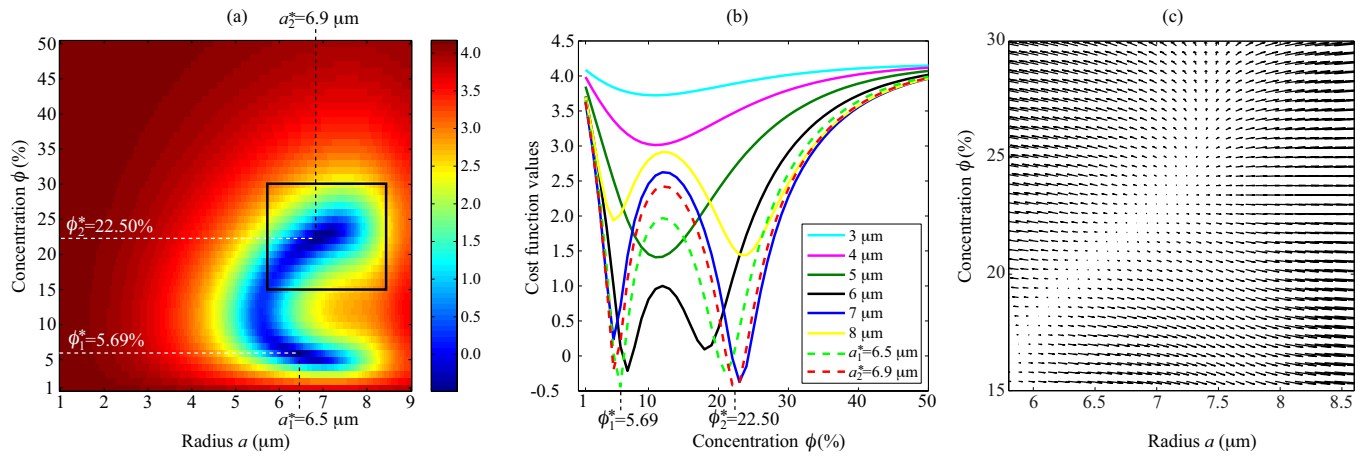 (a)
a₂*=6.9 μm
50
45
40
35
30
25
20
15
10
5
1
Concentration ϕ (%)
ϕ₂*=22.50%
ϕ₁*=5.69%
1 2 3 4 5 6 7 8 9
a₁*=6.5 μm
Radius a (μm)
4.0
3.5
3.0
2.5
2.0
1.5
1.0
0.5
0.0
(b)
4.5
4.0
3.5
3.0
2.5
2.0
1.5
1.0
0.5
0
-0.5
Cost function values
3 μm
4 μm
5 μm
6 μm
7 μm
8 μm
a₁*=6.5 μm
a₂*=6.9 μm
1 10 20 30 40 50
ϕ₁*=5.69 ϕ₂*=22.50
Concentration ϕ(%)
(c)
30
25
20
15
Concentration ϕ (%)
6 6.5 7 7.5 8 8.5
Radius a (μm)